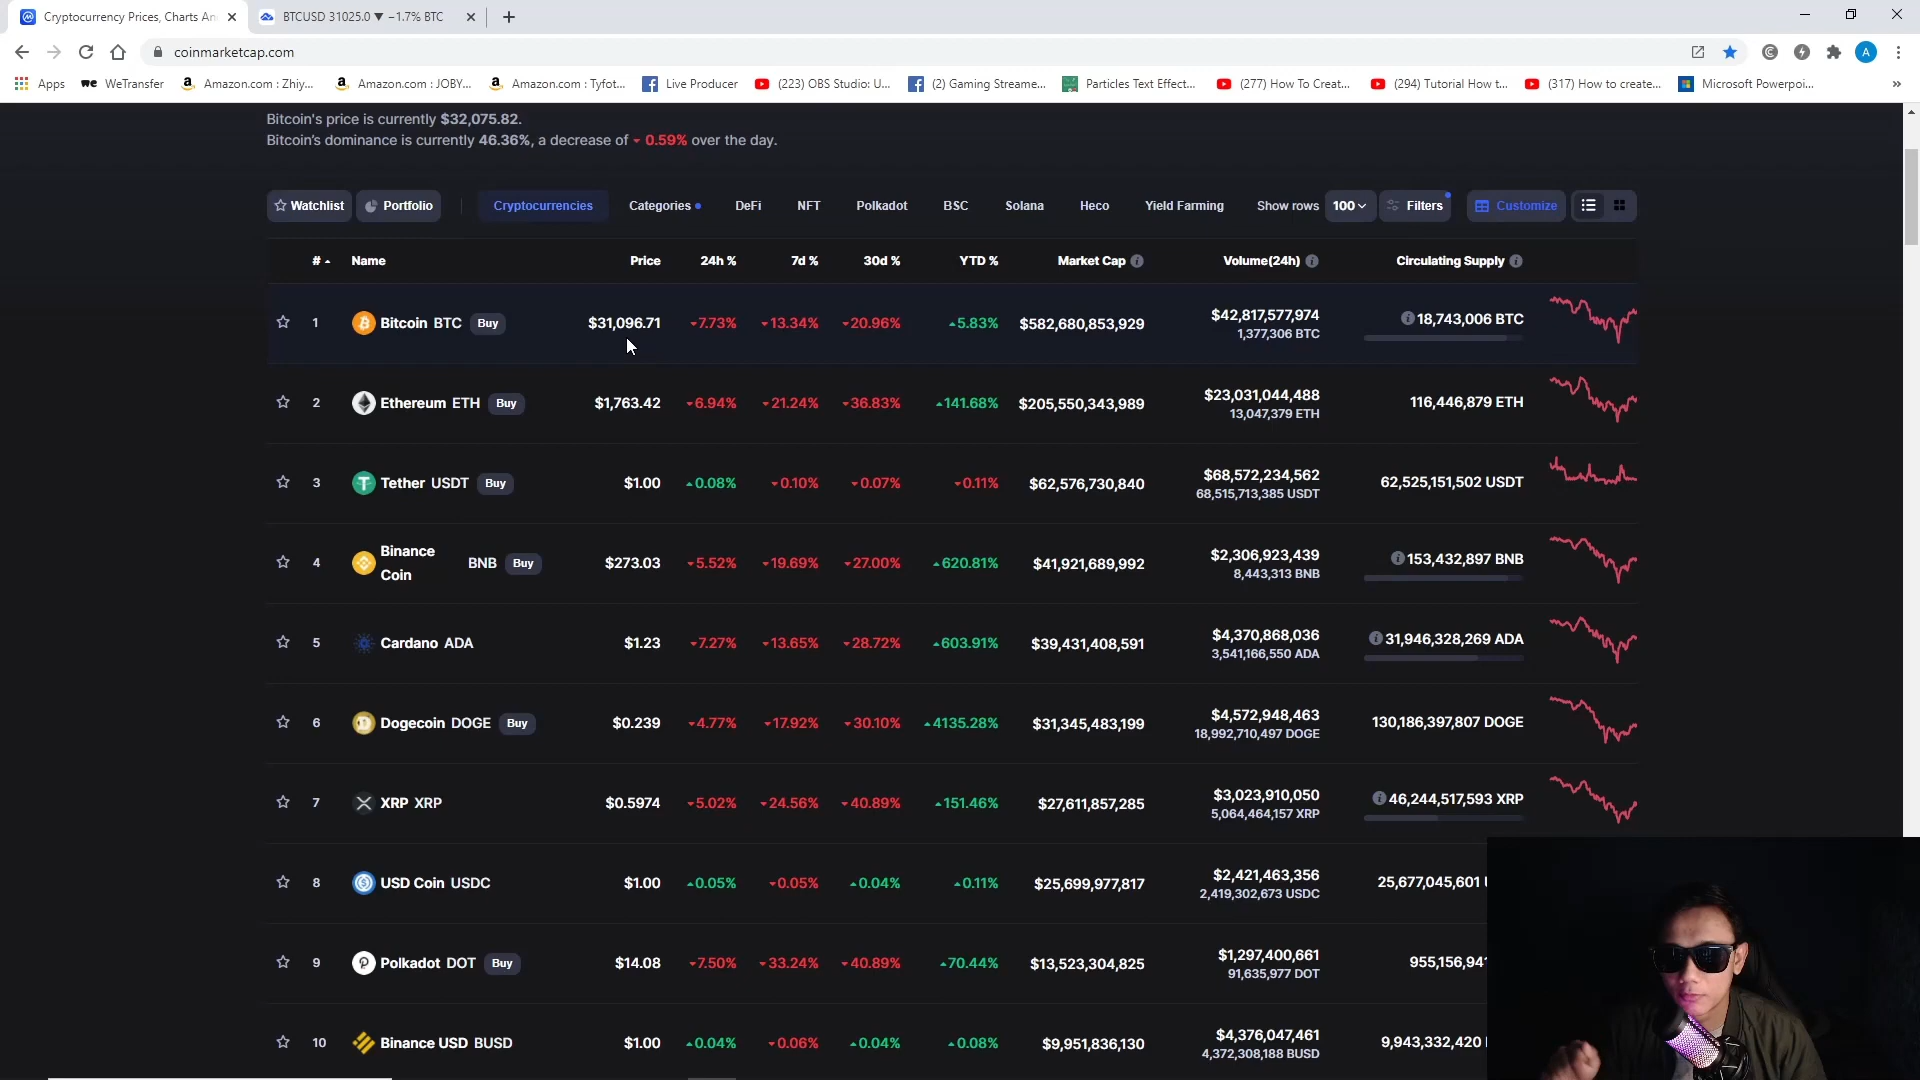 Cryptocurrency Prices, Charts An
BTCUSD 31025.0 ▼ −1.7% BTC
coinmarketcap.com
A
Apps
WeTransfer
Amazon.com : Zhiy...
Amazon.com : JOBY...
Amazon.com : Tyfot...
Live Producer
(223) OBS Studio: U...
(2) Gaming Streame...
Particles Text Effect...
(277) How To Creat...
(294) Tutorial How t...
(317) How to create...
Microsoft Powerpoi...
Bitcoin's price is currently $32,075.82.
Bitcoin's dominance is currently 46.36%, a decrease of 0.59% over the day.
Watchlist Portfolio Cryptocurrencies Categories DeFi NFT Polkadot BSC Solana Heco Yield Farming Show rows 100 Filters Customize
# Name Price 24h % 7d % 30d % YTD % Market Cap Volume(24h) Circulating Supply
1 Bitcoin BTC Buy $31,096.71 7.73% 13.34% 20.96% 5.83% $582,680,853,929 $42,817,577,974 18,743,006 BTC
1,377,306 BTC
2 Ethereum ETH Buy $1,763.42 6.94% 21.24% 36.83% 141.68% $205,550,343,989 $23,031,044,488 116,446,879 ETH
13,047,379 ETH
3 Tether USDT Buy $1.00 0.08% 0.10% 0.07% 0.11% $62,576,730,840 $68,572,234,562 62,525,151,502 USDT
68,515,713,385 USDT
4 Binance Coin BNB Buy $273.03 5.52% 19.69% 27.00% 620.81% $41,921,689,992 $2,306,923,439 153,432,897 BNB
8,443,313 BNB
5 Cardano ADA $1.23 7.27% 13.65% 28.72% 603.91% $39,431,408,591 $4,370,868,036 31,946,328,269 ADA
3,541,166,550 ADA
6 Dogecoin DOGE Buy $0.239 4.77% 17.92% 30.10% 4135.28% $31,345,483,199 $4,572,948,463 130,186,397,807 DOGE
18,992,710,497 DOGE
7 XRP XRP $0.5974 5.02% 24.56% 40.89% 151.46% $27,611,857,285 $3,023,910,050 46,244,517,593 XRP
5,064,464,157 XRP
8 USD Coin USDC $1.00 0.05% 0.05% 0.04% 0.11% $25,699,977,817 $2,421,463,356 25,677,045,601
2,419,302,673 USDC
9 Polkadot DOT Buy $14.08 7.50% 33.24% 40.89% 70.44% $13,523,304,825 $1,297,400,661 955,156,941
91,635,977 DOT
10 Binance USD BUSD $1.00 0.04% 0.06% 0.04% 0.08% $9,951,836,130 $4,376,047,461 9,943,332,420
4,372,308,188 BUSD